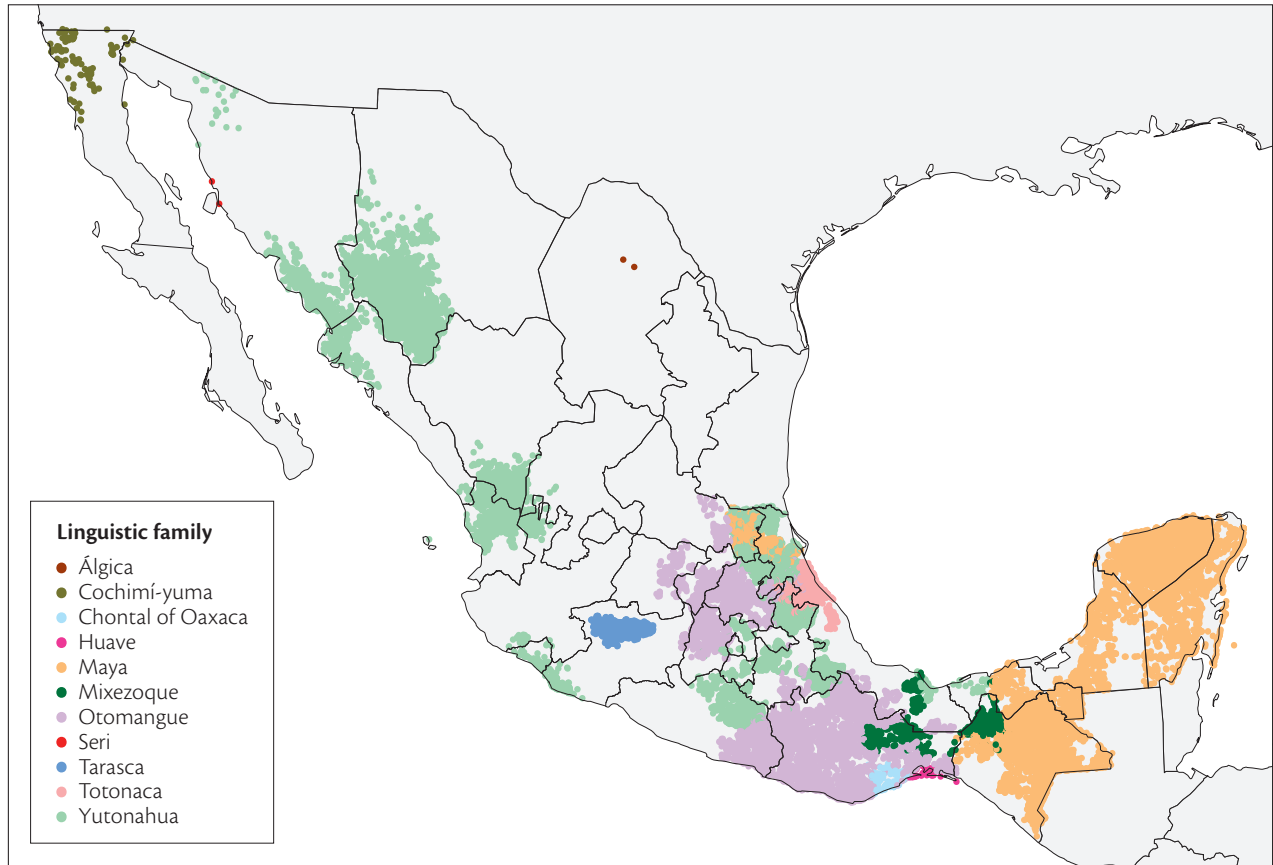 Linguistic family
Álgica
Cochimí-yuma
Chontal of Oaxaca
Huave
Maya
Mixezoque
Otomangue
Seri
Tarasca
Totonaca
Yutonahua